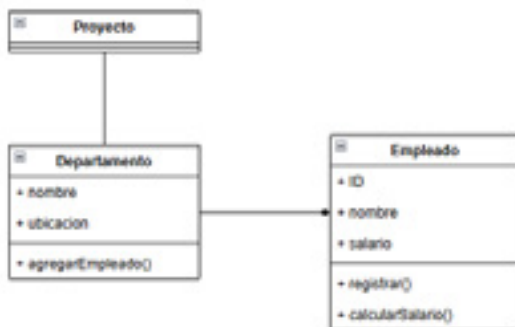 Proyecto
Departamento
+ nombre
+ ubicacion
+ agregarEmpleado()
Empleado
+ ID
+ nombre
+ salario
+ registrar()
+ calcularSalario()